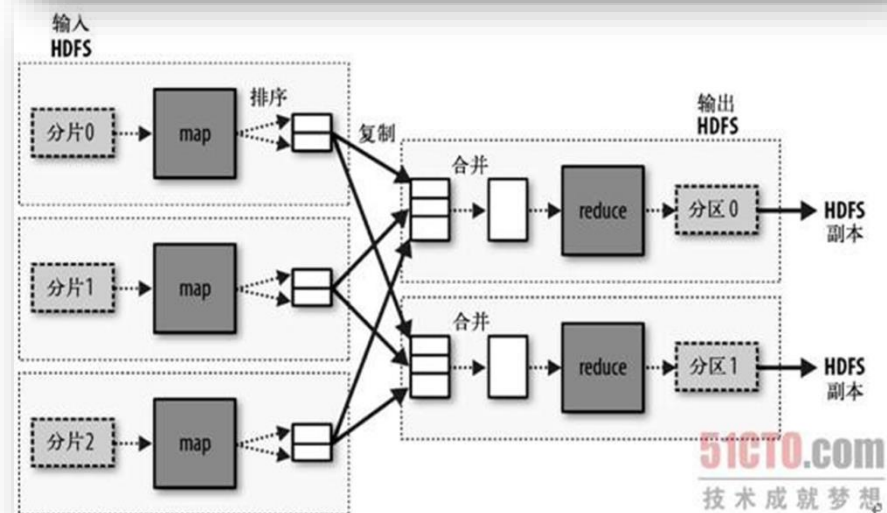 输入
HDFS
排序
分片0
map
复制
输出
HDFS
合并
reduce
分区 0
HDFS
副本
分片1
map
合并
reduce
分区 1
HDFS
副本
分片2
map
51CTO.com
技术成就梦想